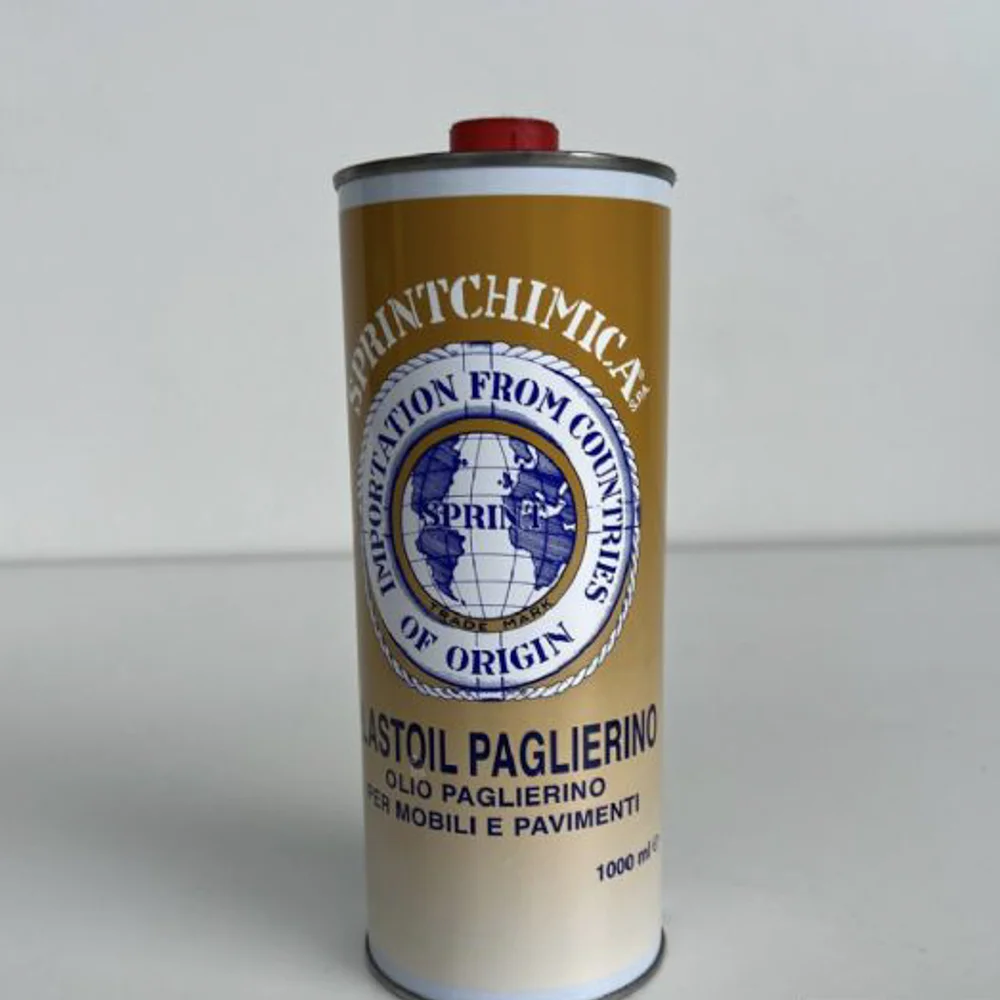 SPRINTCHIMICA S.P.A.
IMPORTATION FROM COUNTRIES
OF ORIGIN
SPRINT
TRADE MARK
LASTOIL PAGLIERINO
OLIO PAGLIERINO
PER MOBILI E PAVIMENTI
1000 ml e